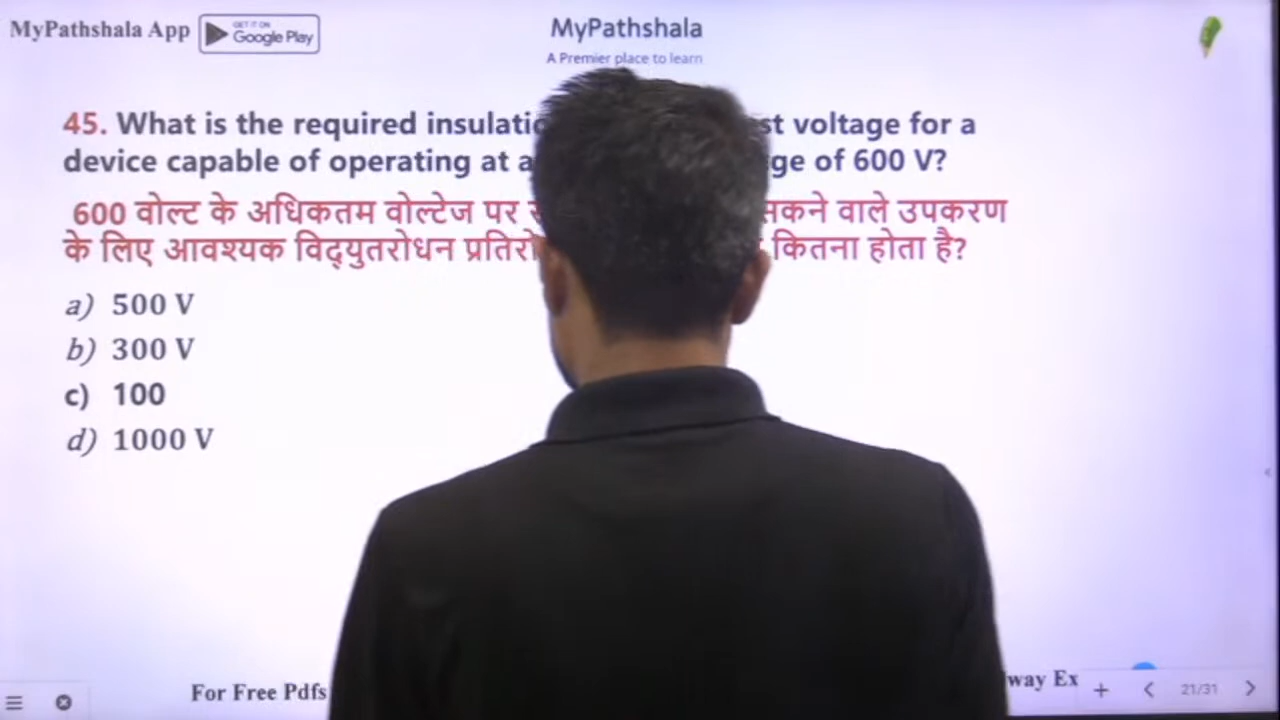 MyPathshala App
GET IT ON
Google Play
MyPathshala
A Premier place to learn
45. What is the required insulatio st voltage for a
device capable of operating at a ge of 600 V?
600 वोल्ट के अधिकतम वोल्टेज पर सकने वाले उपकरण
के लिए आवश्यक विद्युतरोधन प्रतिरो कितना होता है?
a) 500 V
b) 300 V
c) 100
d) 1000 V
For Free Pdfs way Ex
21/31